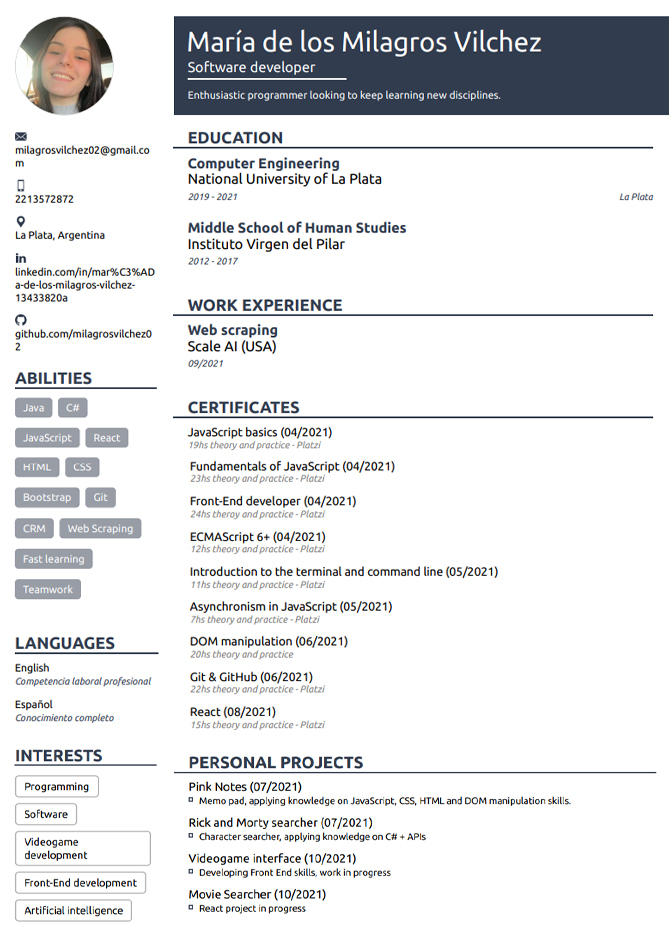 María de los Milagros Vilchez
Software developer
Enthusiastic programmer looking to keep learning new disciplines.
milagrosvilchez02@gmail.co
m
2213572872
La Plata, Argentina
linkedin.com/in/mar%C3%AD
a-de-los-milagros-vilchez-
13433820a
github.com/milagrosvilchez0
2
ABILITIES
Java C#
JavaScript React
HTML CSS
Bootstrap Git
CRM Web Scraping
Fast learning
Teamwork
LANGUAGES
English
Competencia laboral profesional
Español
Conocimiento completo
INTERESTS
Programming
Software
Videogame
development
Front-End development
Artificial intelligence
EDUCATION
Computer Engineering
National University of La Plata
2019 - 2021 La Plata
Middle School of Human Studies
Instituto Virgen del Pilar
2012 - 2017
WORK EXPERIENCE
Web scraping
Scale AI (USA)
09/2021
CERTIFICATES
JavaScript basics (04/2021)
19hs theory and practice - Platzi
Fundamentals of JavaScript (04/2021)
23hs theory and practice - Platzi
Front-End developer (04/2021)
24hs theroy and practice - Platzi
ECMAScript 6+ (04/2021)
12hs theory and practice - Platzi
Introduction to the terminal and command line (05/2021)
11hs theory and practice - Platzi
Asynchronism in JavaScript (05/2021)
7hs theory and practice - Platzi
DOM manipulation (06/2021)
20hs theory and practice
Git & GitHub (06/2021)
22hs theory and practice - Platzi
React (08/2021)
15hs theory and practice - Platzi
PERSONAL PROJECTS
Pink Notes (07/2021)
Memo pad, applying knowledge on JavaScript, CSS, HTML and DOM manipulation skills.
Rick and Morty searcher (07/2021)
Character searcher, applying knowledge on C# + APIs
Videogame interface (10/2021)
Developing Front End skills, work in progress
Movie Searcher (10/2021)
React project in progress